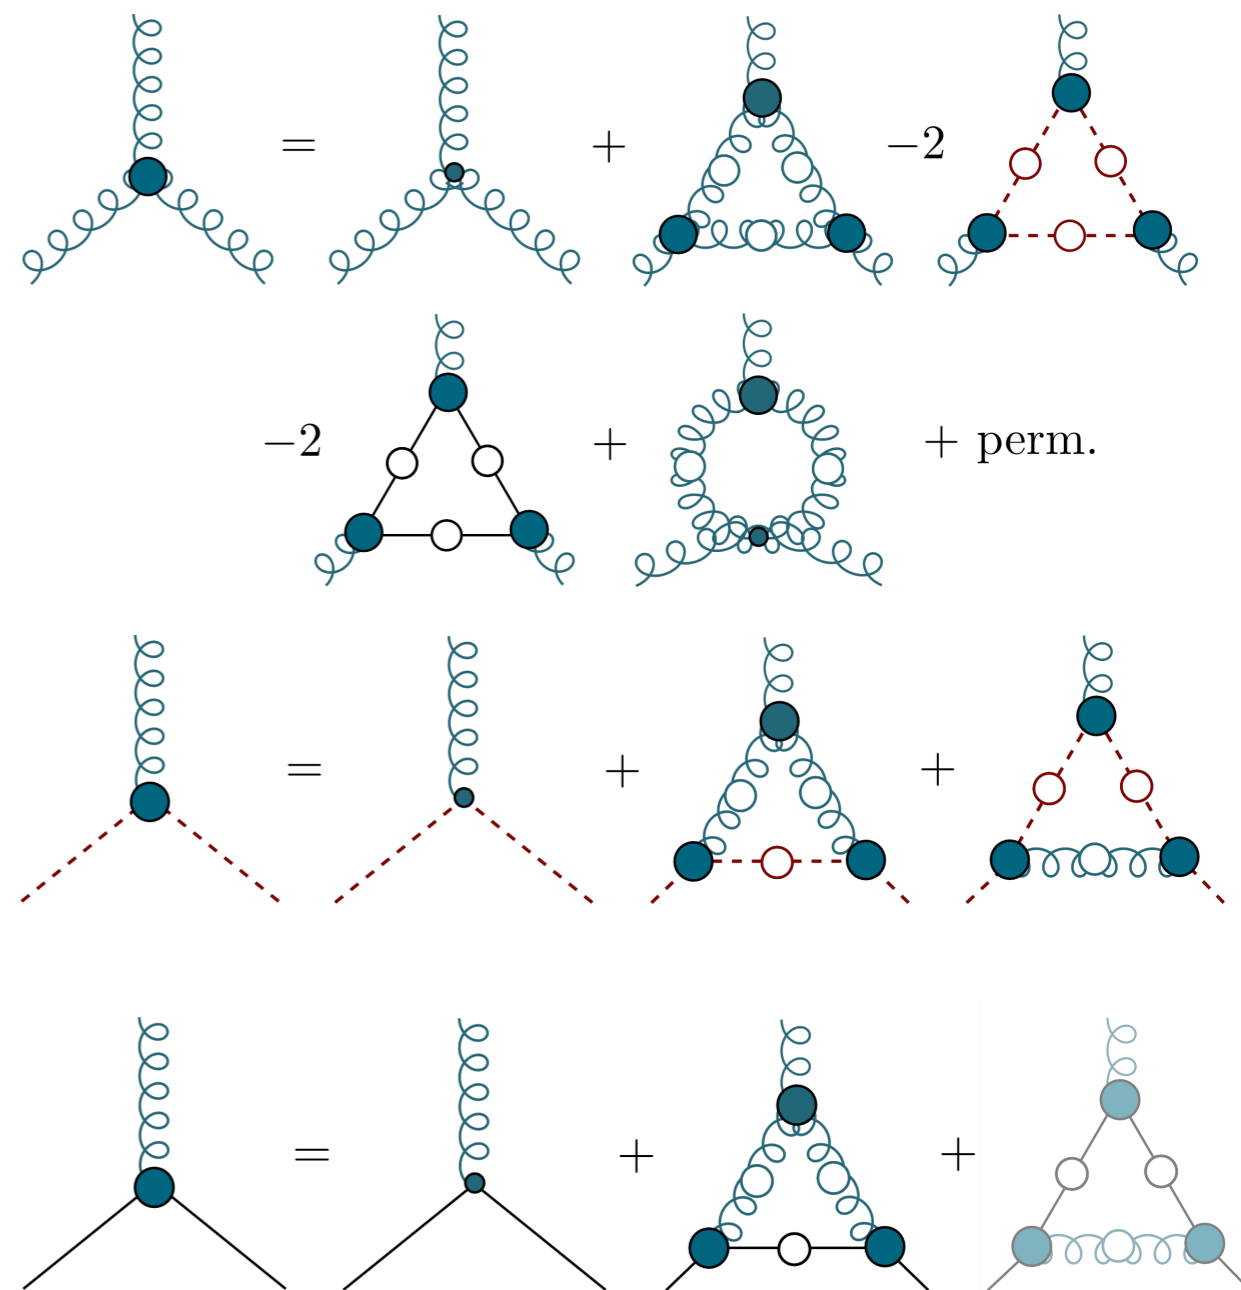 = + −2
−2 + + perm.
= + +
= + +